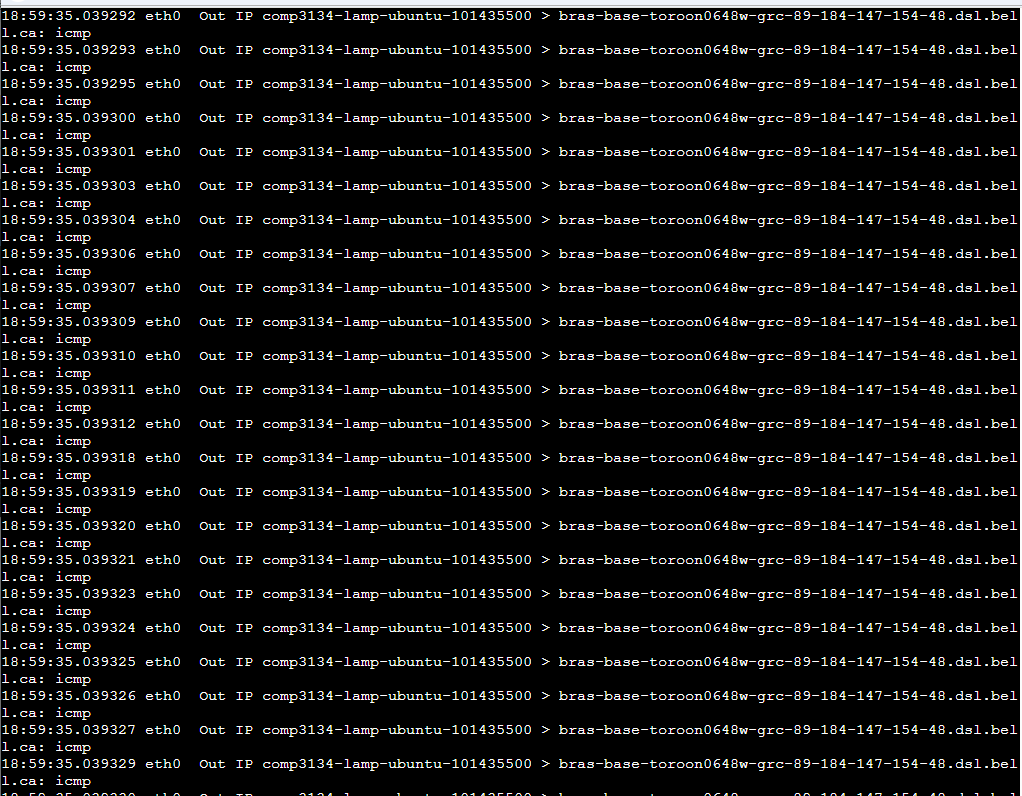 18:59:35.039292 eth0  Out IP comp3134-lamp-ubuntu-101435500 > bras-base-toroon0648w-grc-89-184-147-154-48.dsl.bel
l.ca: icmp
18:59:35.039293 eth0  Out IP comp3134-lamp-ubuntu-101435500 > bras-base-toroon0648w-grc-89-184-147-154-48.dsl.bel
l.ca: icmp
18:59:35.039295 eth0  Out IP comp3134-lamp-ubuntu-101435500 > bras-base-toroon0648w-grc-89-184-147-154-48.dsl.bel
l.ca: icmp
18:59:35.039300 eth0  Out IP comp3134-lamp-ubuntu-101435500 > bras-base-toroon0648w-grc-89-184-147-154-48.dsl.bel
l.ca: icmp
18:59:35.039301 eth0  Out IP comp3134-lamp-ubuntu-101435500 > bras-base-toroon0648w-grc-89-184-147-154-48.dsl.bel
l.ca: icmp
18:59:35.039303 eth0  Out IP comp3134-lamp-ubuntu-101435500 > bras-base-toroon0648w-grc-89-184-147-154-48.dsl.bel
l.ca: icmp
18:59:35.039304 eth0  Out IP comp3134-lamp-ubuntu-101435500 > bras-base-toroon0648w-grc-89-184-147-154-48.dsl.bel
l.ca: icmp
18:59:35.039306 eth0  Out IP comp3134-lamp-ubuntu-101435500 > bras-base-toroon0648w-grc-89-184-147-154-48.dsl.bel
l.ca: icmp
18:59:35.039307 eth0  Out IP comp3134-lamp-ubuntu-101435500 > bras-base-toroon0648w-grc-89-184-147-154-48.dsl.bel
l.ca: icmp
18:59:35.039309 eth0  Out IP comp3134-lamp-ubuntu-101435500 > bras-base-toroon0648w-grc-89-184-147-154-48.dsl.bel
l.ca: icmp
18:59:35.039310 eth0  Out IP comp3134-lamp-ubuntu-101435500 > bras-base-toroon0648w-grc-89-184-147-154-48.dsl.bel
l.ca: icmp
18:59:35.039311 eth0  Out IP comp3134-lamp-ubuntu-101435500 > bras-base-toroon0648w-grc-89-184-147-154-48.dsl.bel
l.ca: icmp
18:59:35.039312 eth0  Out IP comp3134-lamp-ubuntu-101435500 > bras-base-toroon0648w-grc-89-184-147-154-48.dsl.bel
l.ca: icmp
18:59:35.039318 eth0  Out IP comp3134-lamp-ubuntu-101435500 > bras-base-toroon0648w-grc-89-184-147-154-48.dsl.bel
l.ca: icmp
18:59:35.039319 eth0  Out IP comp3134-lamp-ubuntu-101435500 > bras-base-toroon0648w-grc-89-184-147-154-48.dsl.bel
l.ca: icmp
18:59:35.039320 eth0  Out IP comp3134-lamp-ubuntu-101435500 > bras-base-toroon0648w-grc-89-184-147-154-48.dsl.bel
l.ca: icmp
18:59:35.039321 eth0  Out IP comp3134-lamp-ubuntu-101435500 > bras-base-toroon0648w-grc-89-184-147-154-48.dsl.bel
l.ca: icmp
18:59:35.039323 eth0  Out IP comp3134-lamp-ubuntu-101435500 > bras-base-toroon0648w-grc-89-184-147-154-48.dsl.bel
l.ca: icmp
18:59:35.039324 eth0  Out IP comp3134-lamp-ubuntu-101435500 > bras-base-toroon0648w-grc-89-184-147-154-48.dsl.bel
l.ca: icmp
18:59:35.039325 eth0  Out IP comp3134-lamp-ubuntu-101435500 > bras-base-toroon0648w-grc-89-184-147-154-48.dsl.bel
l.ca: icmp
18:59:35.039326 eth0  Out IP comp3134-lamp-ubuntu-101435500 > bras-base-toroon0648w-grc-89-184-147-154-48.dsl.bel
l.ca: icmp
18:59:35.039327 eth0  Out IP comp3134-lamp-ubuntu-101435500 > bras-base-toroon0648w-grc-89-184-147-154-48.dsl.bel
l.ca: icmp
18:59:35.039329 eth0  Out IP comp3134-lamp-ubuntu-101435500 > bras-base-toroon0648w-grc-89-184-147-154-48.dsl.bel
l.ca: icmp